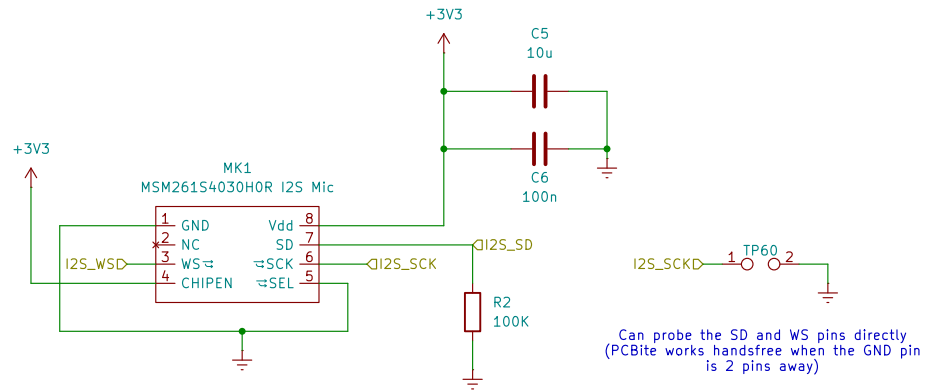 +3V3
C5
10u
C6
100n
+3V3
MK1
MSM261S4030H0R I2S Mic
1 GND Vdd 8
2 NC SD 7 I2S_SD
I2S_WS 3 WS SCK 6 I2S_SCK
4 CHIPEN SEL 5
R2
100K
TP60
I2S_SCK 1 2
Can probe the SD and WS pins directly
(PCBite works handsfree when the GND pin
is 2 pins away)